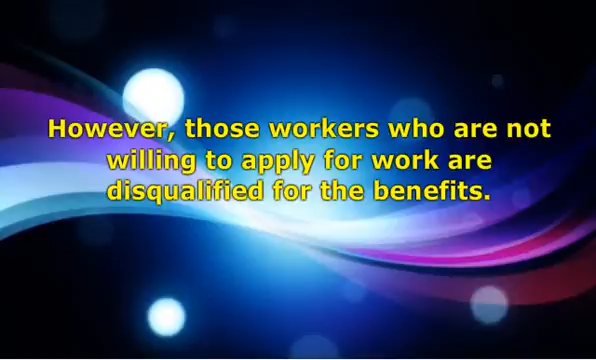 However, those workers who are not
willing to apply for work are
disqualified for the benefits.